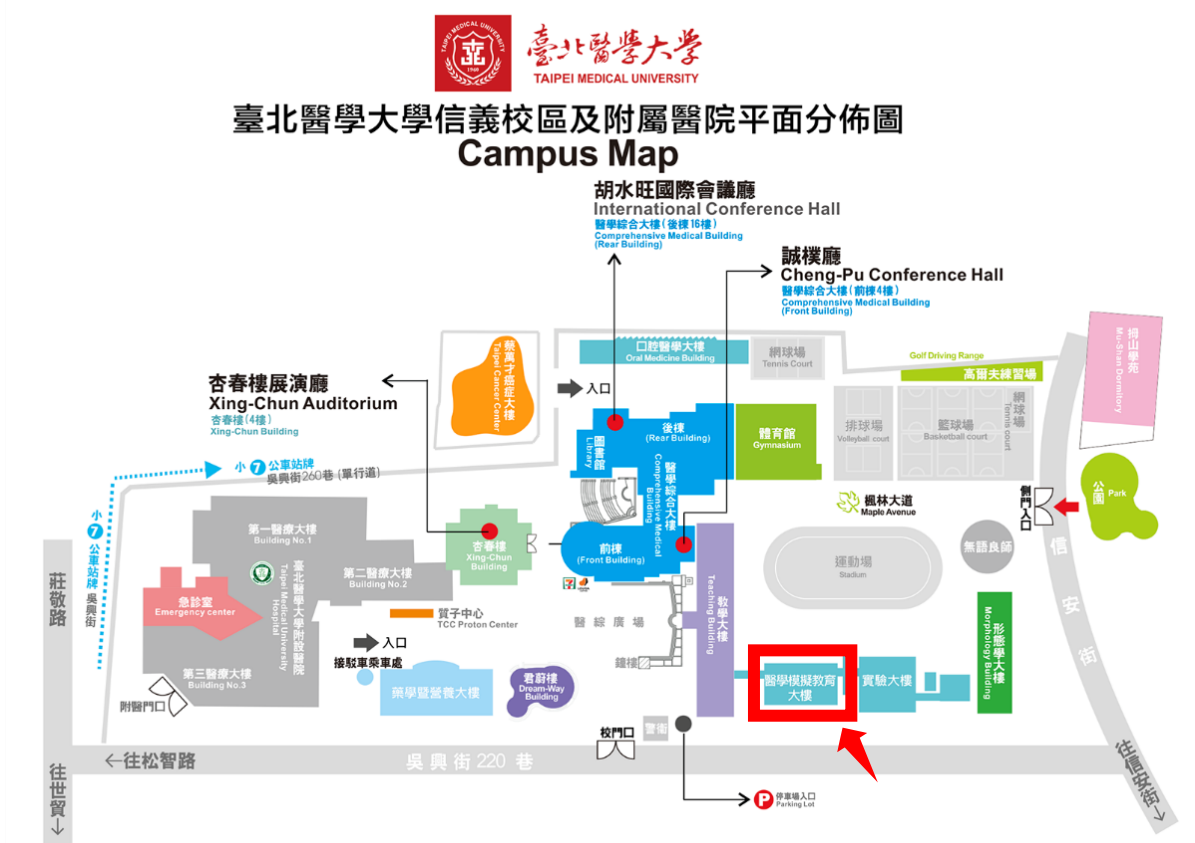 TAIPEI MEDICAL UNIVERSITY
1960
臺北醫學大學
TAIPEI MEDICAL UNIVERSITY
臺北醫學大學信義校區及附屬醫院平面分佈圖
Campus Map
胡水旺國際會議廳
International Conference Hall
醫學綜合大樓(後棟16樓)
Comprehensive Medical Building
(Rear Building)
誠樸廳
Cheng-Pu Conference Hall
醫學綜合大樓(前棟4樓)
Comprehensive Medical Building
(Front Building)
杏春樓展演廳
Xing-Chun Auditorium
杏春樓(4樓)
Xing-Chun Building
蔡萬才癌症大樓
Taipei Cancer Center
口腔醫學大樓
Oral Medicine Building
網球場
Tennis Court
Golf Driving Range
高爾夫練習場
拇山學苑
Mu-Shan Dormitory
入口
圖書館
Library
後棟
(Rear Building)
醫學綜合大樓
Comprehensive Medical
Building
體育館
Gymnasium
排球場
Volleyball court
籃球場
Basketball court
網球場
Tennis court
小7公車站牌
吳興街260巷 (單行道)
小7公車站牌 吳興街
楓林大道
Maple Avenue
側門入口
公園
Park
第一醫療大樓
Building No.1
第二醫療大樓
Building No.2
臺北醫學大學附設醫院
Taipei Medical University
Hospital
急診室
Emergency center
第三醫療大樓
Building No.3
附醫門口
杏春樓
Xing-Chun
Building
前棟
(Front Building)
教學大樓
Teaching Building
運動場
Stadium
無語良師
信安街
質子中心
TCC Proton Center
入口
接駁車乘車處
醫綜廣場
鐘樓
藥學暨營養大樓
君蔚樓
Dream-Way
Building
醫學模擬教育
大樓
實驗大樓
形態學大樓
Morphology Building
莊敬路
往世貿
往松智路
吳興街 220 巷
校門口
警衛
P
停車場入口
Parking Lot
往信安街